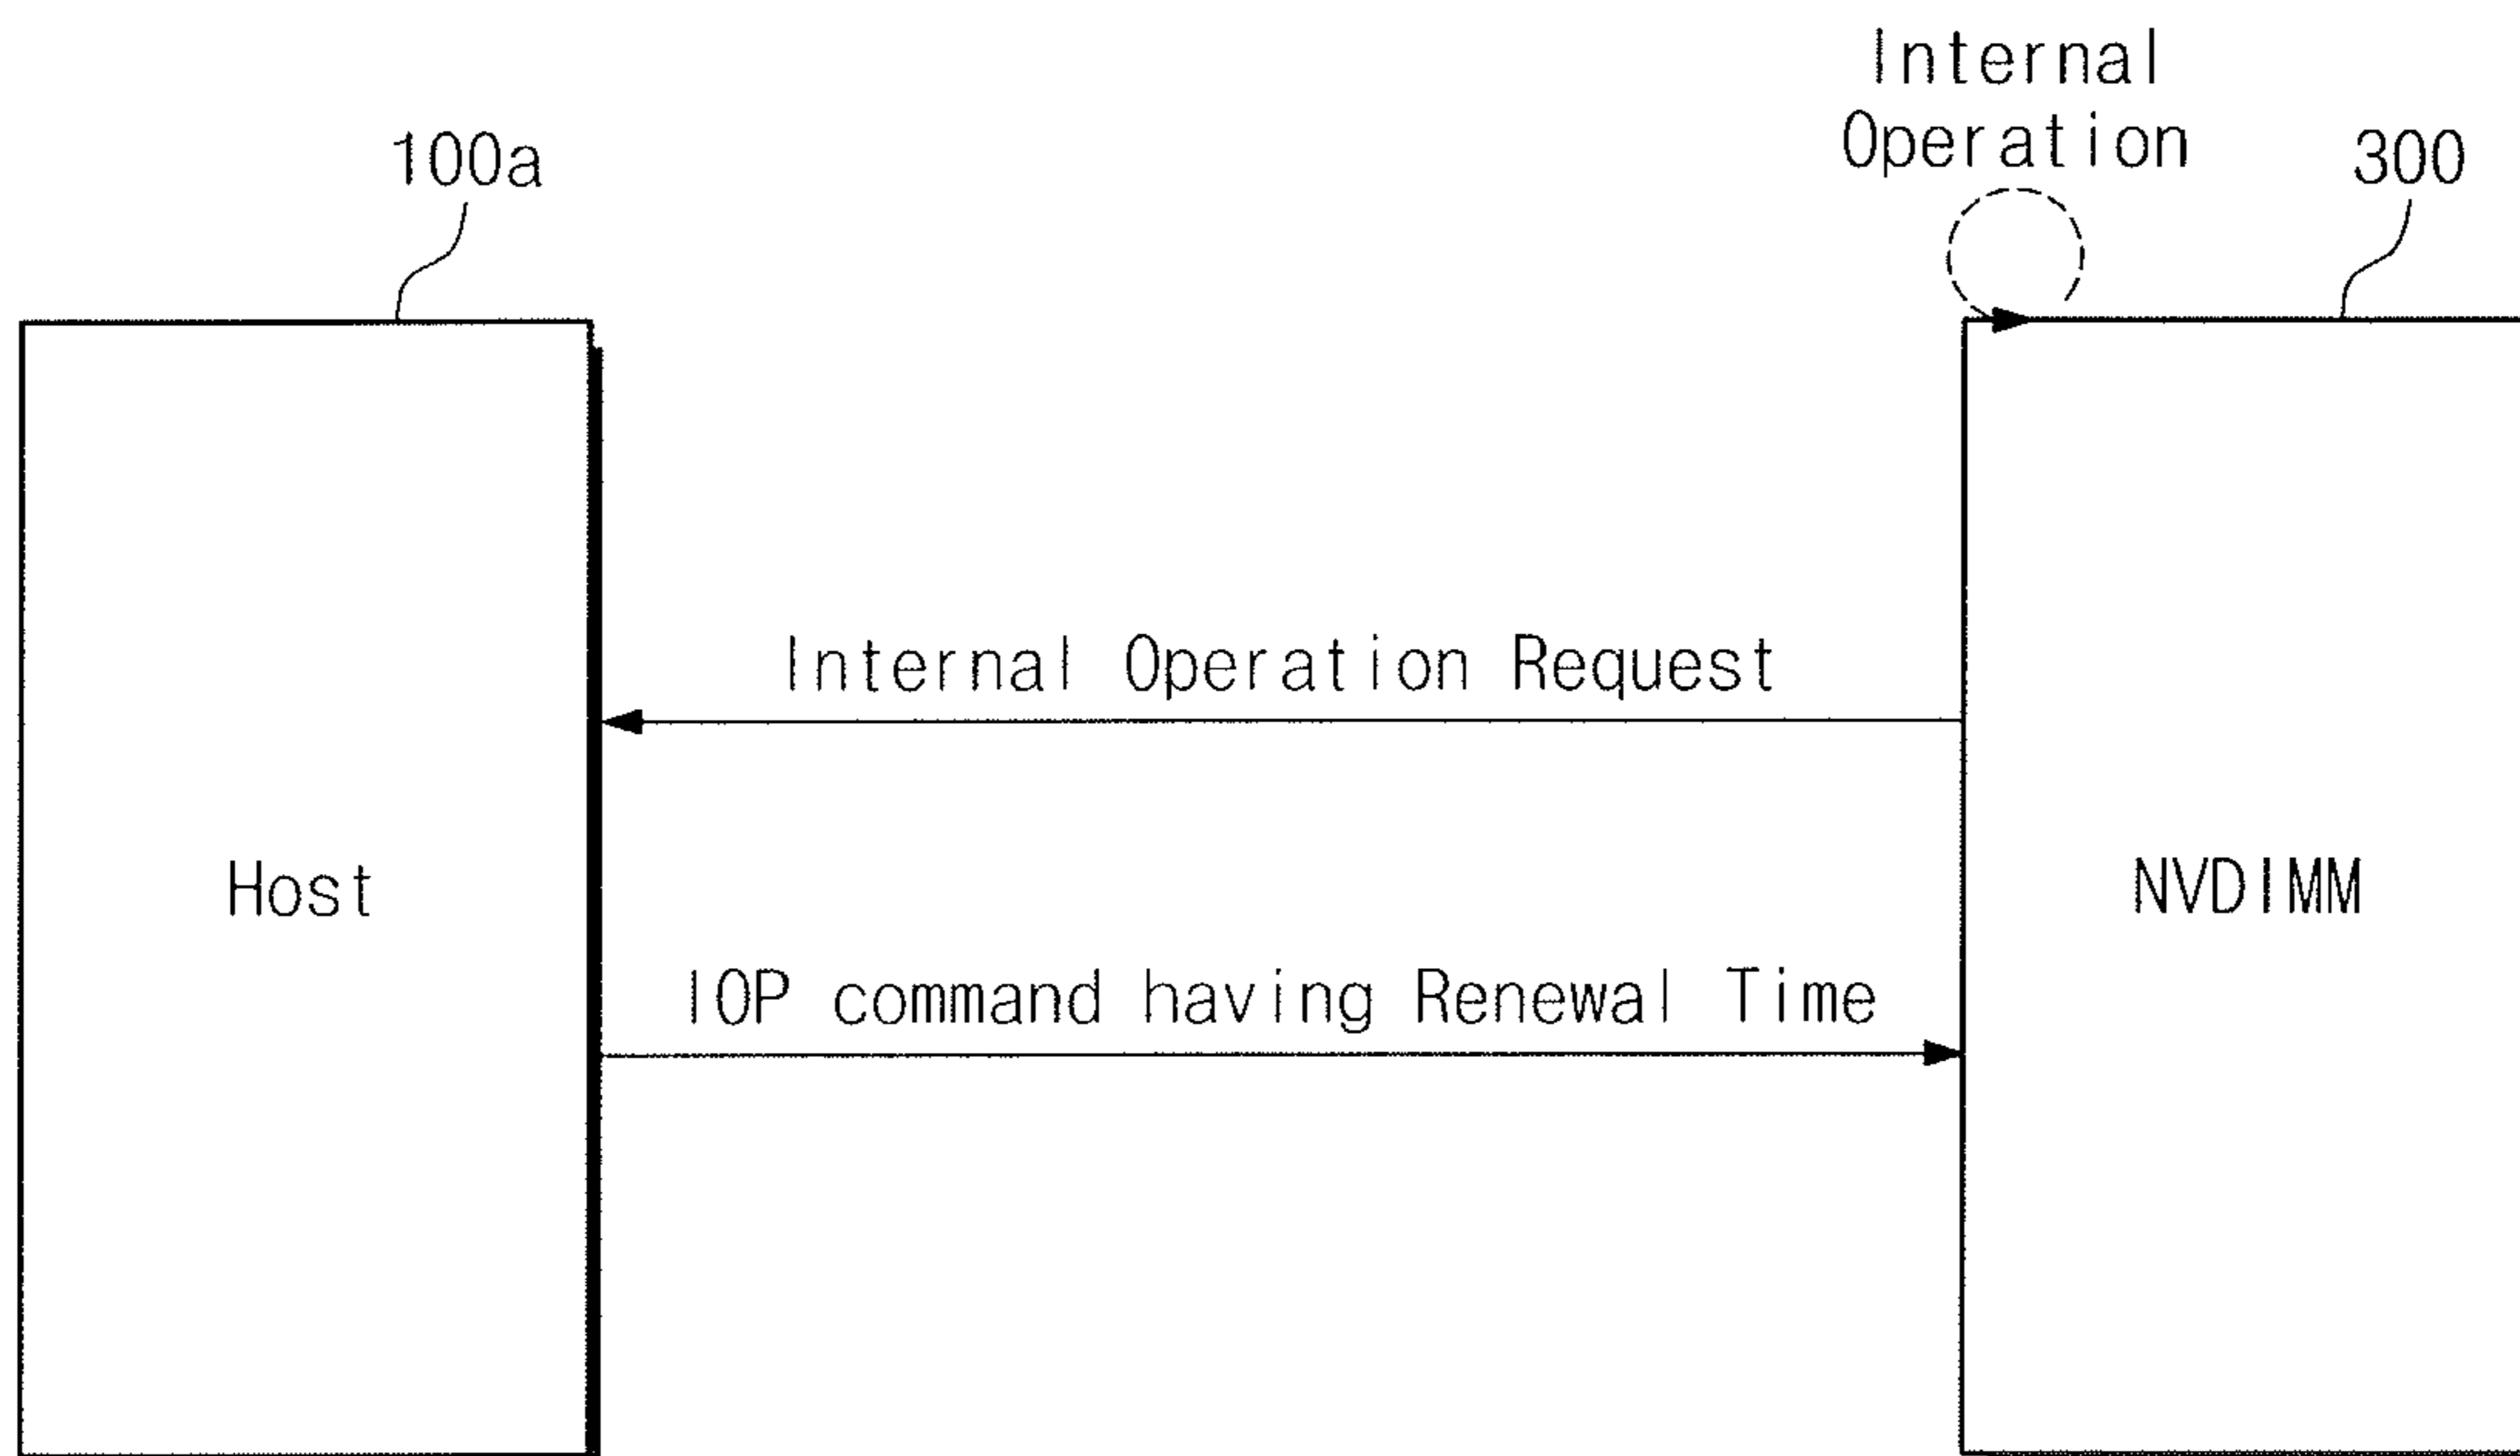 Internal
Operation
100a
300
Internal Operation Request
Host
NVDIMM
IOP command having Renewal Time